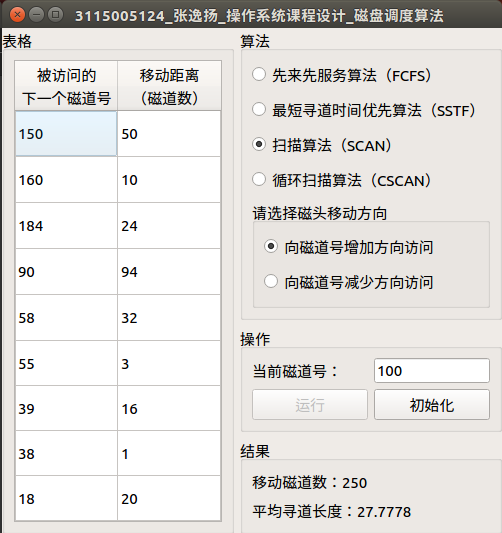 3115005124_张逸扬_操作系统课程设计_磁盘调度算法
表格
被访问的 移动距离
下一个磁道号 （磁道数）
150 50
160 10
184 24
90 94
58 32
55 3
39 16
38 1
18 20
算法
先来先服务算法（FCFS）
最短寻道时间优先算法（SSTF）
扫描算法（SCAN）
循环扫描算法（CSCAN）
请选择磁头移动方向
向磁道号增加方向访问
向磁道号减少方向访问
操作
当前磁道号： 100
运行 初始化
结果
移动磁道数：250
平均寻道长度：27.7778